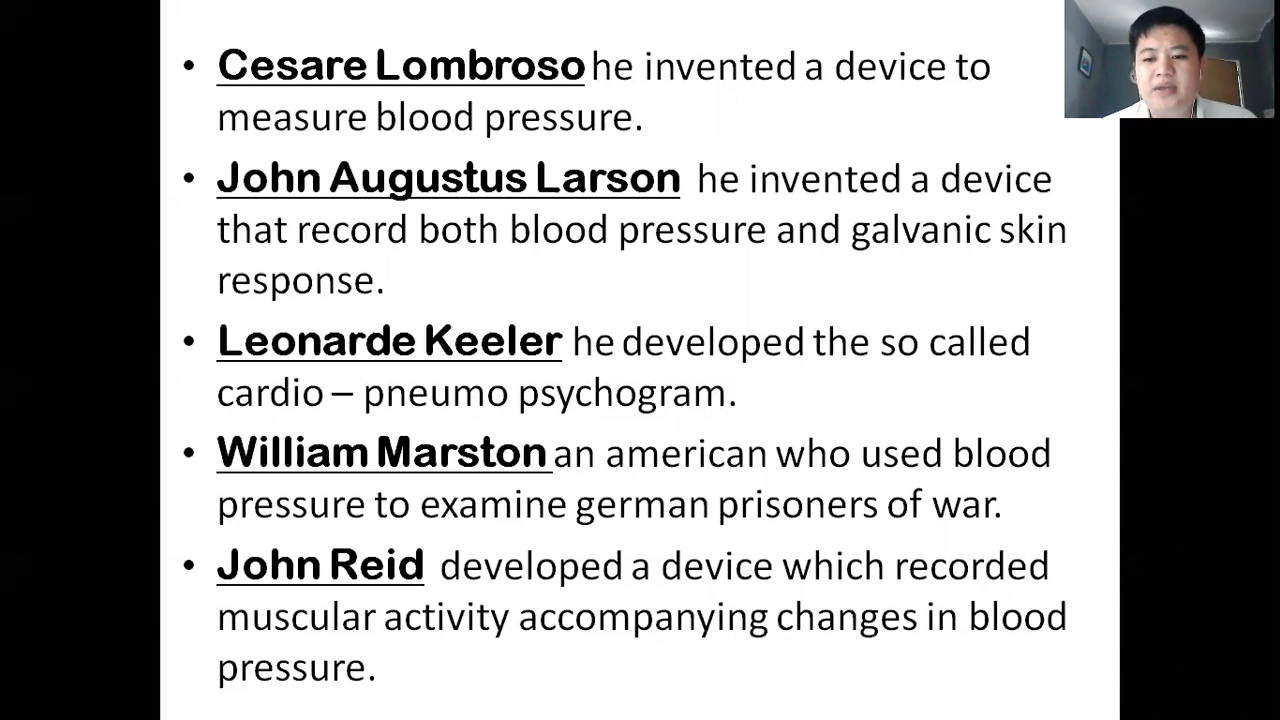 • Cesare Lombroso he invented a device to
measure blood pressure.
• John Augustus Larson he invented a device
that record both blood pressure and galvanic skin
response.
• Leonarde Keeler he developed the so called
cardio – pneumo psychogram.
• William Marston an american who used blood
pressure to examine german prisoners of war.
• John Reid developed a device which recorded
muscular activity accompanying changes in blood
pressure.